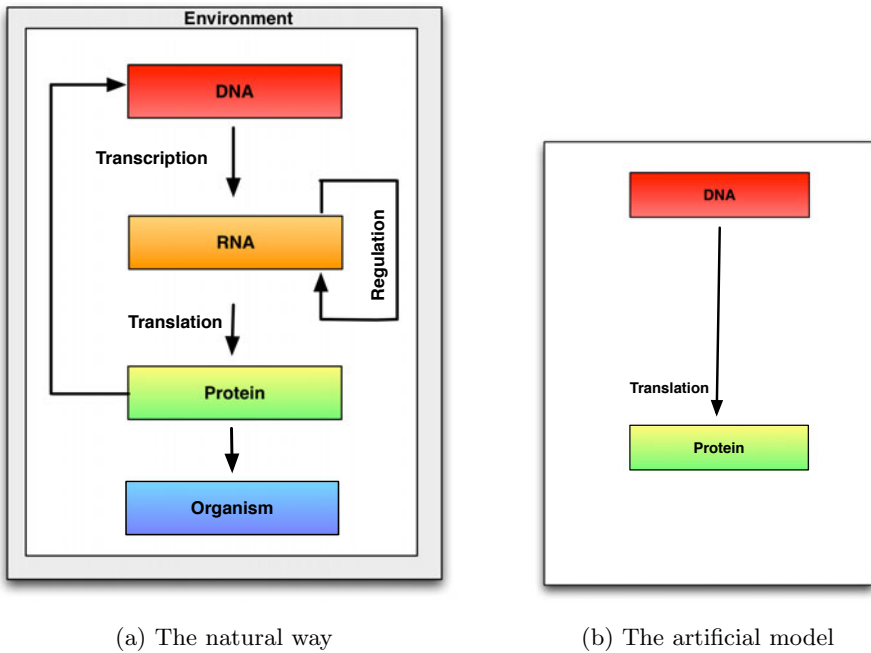 Environment
DNA
Transcription
RNA
Regulation
Translation
Protein
Organism
(a) The natural way
DNA
Translation
Protein
(b) The artificial model